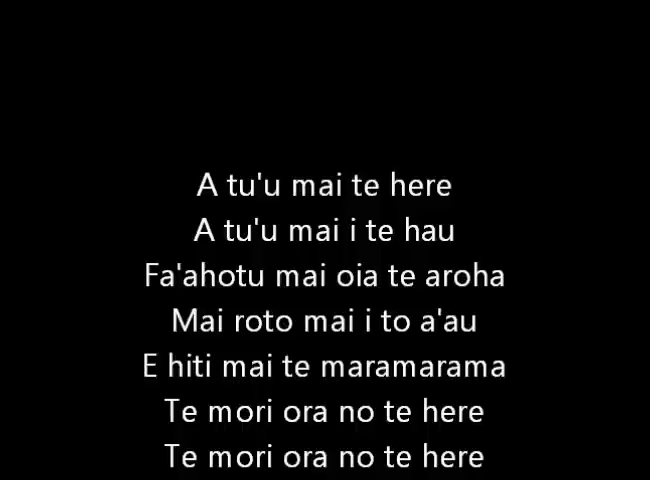 A tu'u mai te here
A tu'u mai i te hau
Fa'ahotu mai oia te aroha
Mai roto mai i to a'au
E hiti mai te maramarama
Te mori ora no te here
Te mori ora no te here